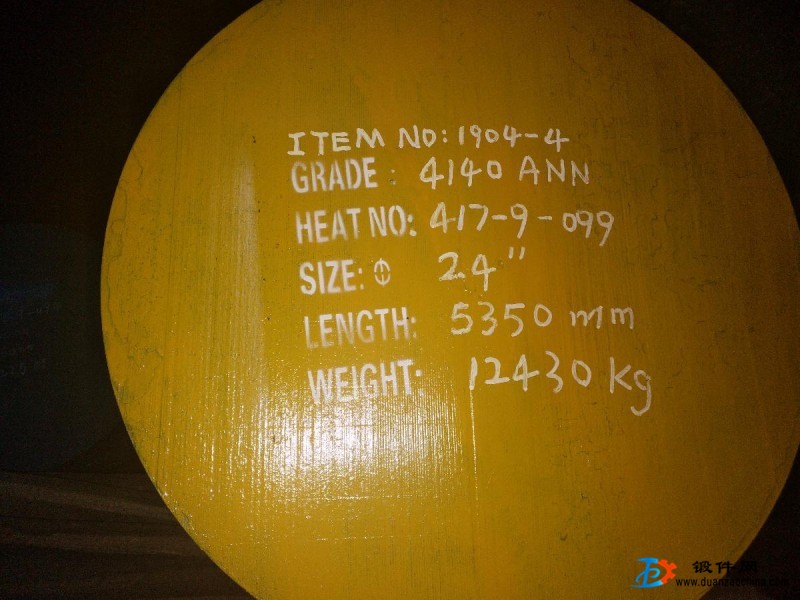 ITEM NO: 1904-4
GRADE: 4140 ANN
HEAT NO: 417-9-099
SIZE: ⌽ 24"
LENGTH: 5350 mm
WEIGHT: 12430 kg
锻件网